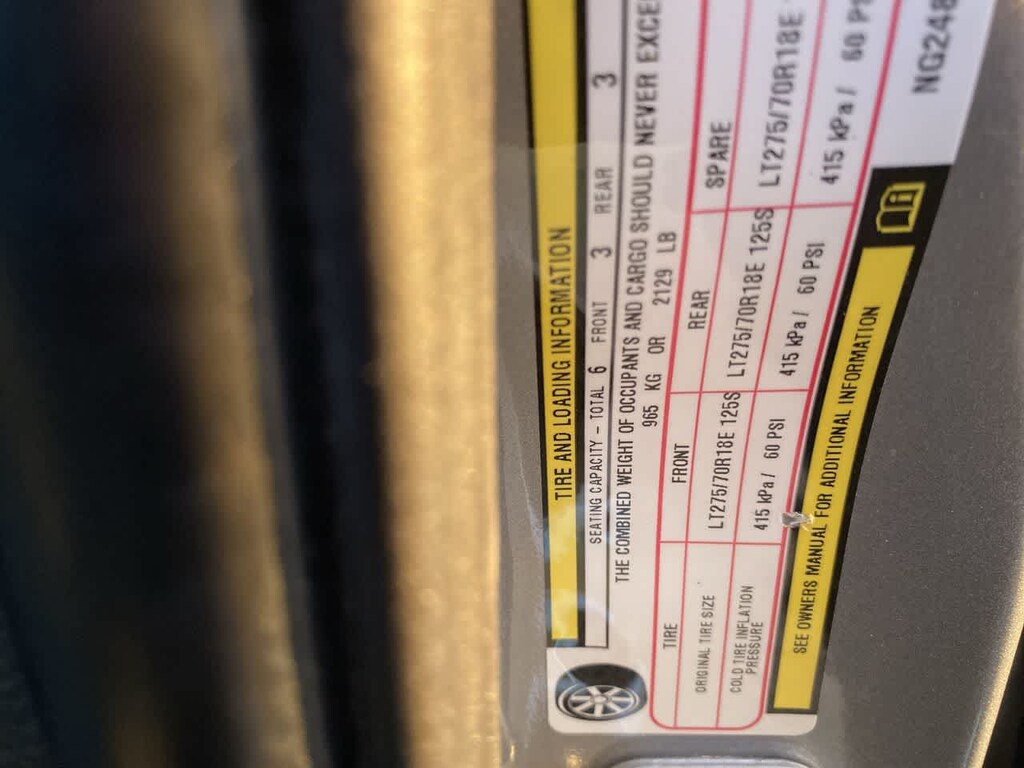 TIRE AND LOADING INFORMATION
SEATING CAPACITY - TOTAL 6 FRONT 3 REAR 3
THE COMBINED WEIGHT OF OCCUPANTS AND CARGO SHOULD NEVER EXCE
965 KG OR 2129 LB
TIRE FRONT REAR SPARE
ORIGINAL TIRE SIZE LT275/70R18E 125S LT275/70R18E 125S LT275/70R18E
COLD TIRE INFLATION PRESSURE 415 kPa/ 60 PSI 415 kPa/ 60 PSI 415 kPa/ 60 PS
SEE OWNERS MANUAL FOR ADDITIONAL INFORMATION
NG248